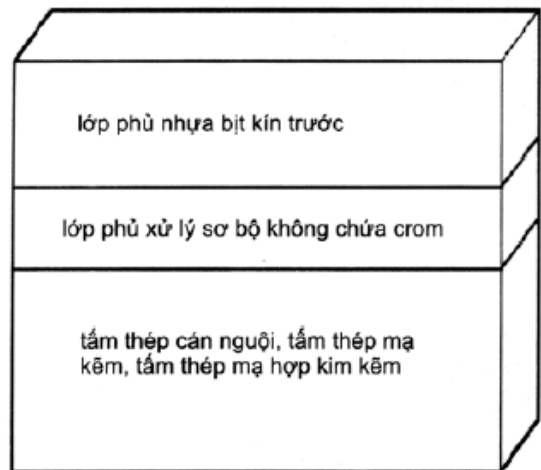 lớp phủ nhựa bịt kín trước
lớp phủ xử lý sơ bộ không chứa crom
tấm thép cán nguội, tấm thép mạ
kẽm, tấm thép mạ hợp kim kẽm